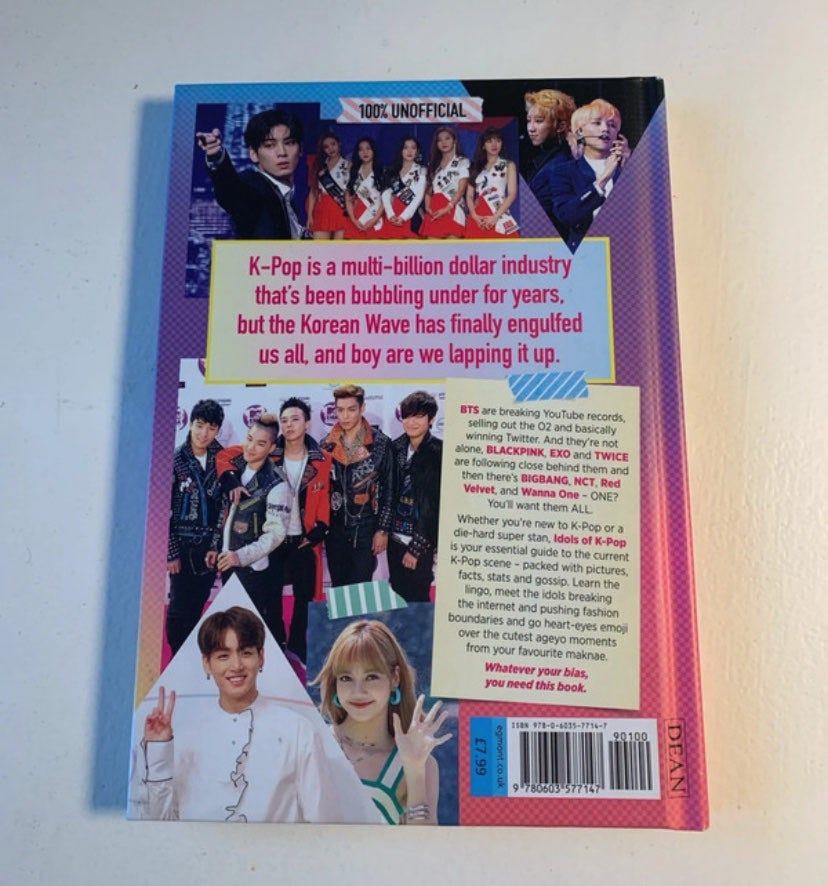 100% UNOFFICIAL
K-Pop is a multi-billion dollar industry
that's been bubbling under for years,
but the Korean Wave has finally engulfed
us all, and boy are we lapping it up.
BTS are breaking YouTube records,
selling out the O2 and basically
winning Twitter. And they're not
alone, BLACKPINK, EXO and TWICE
are following close behind them and
then there's BIGBANG, NCT, Red
Velvet, and Wanna One – ONE?
You'll want them ALL.
Whether you're new to K-Pop or a
die-hard super stan, Idols of K-Pop
is your essential guide to the current
K-Pop scene – packed with pictures,
facts, stats and gossip. Learn the
lingo, meet the idols breaking
the internet and pushing fashion
boundaries and go heart-eyes emoji
over the cutest ageyo moments
from your favourite maknae.
Whatever your bias,
you need this book.
egmont.co.uk
£7.99
ISBN 978-0-6035-7714-7
90100
9 780603 577147
DEAN